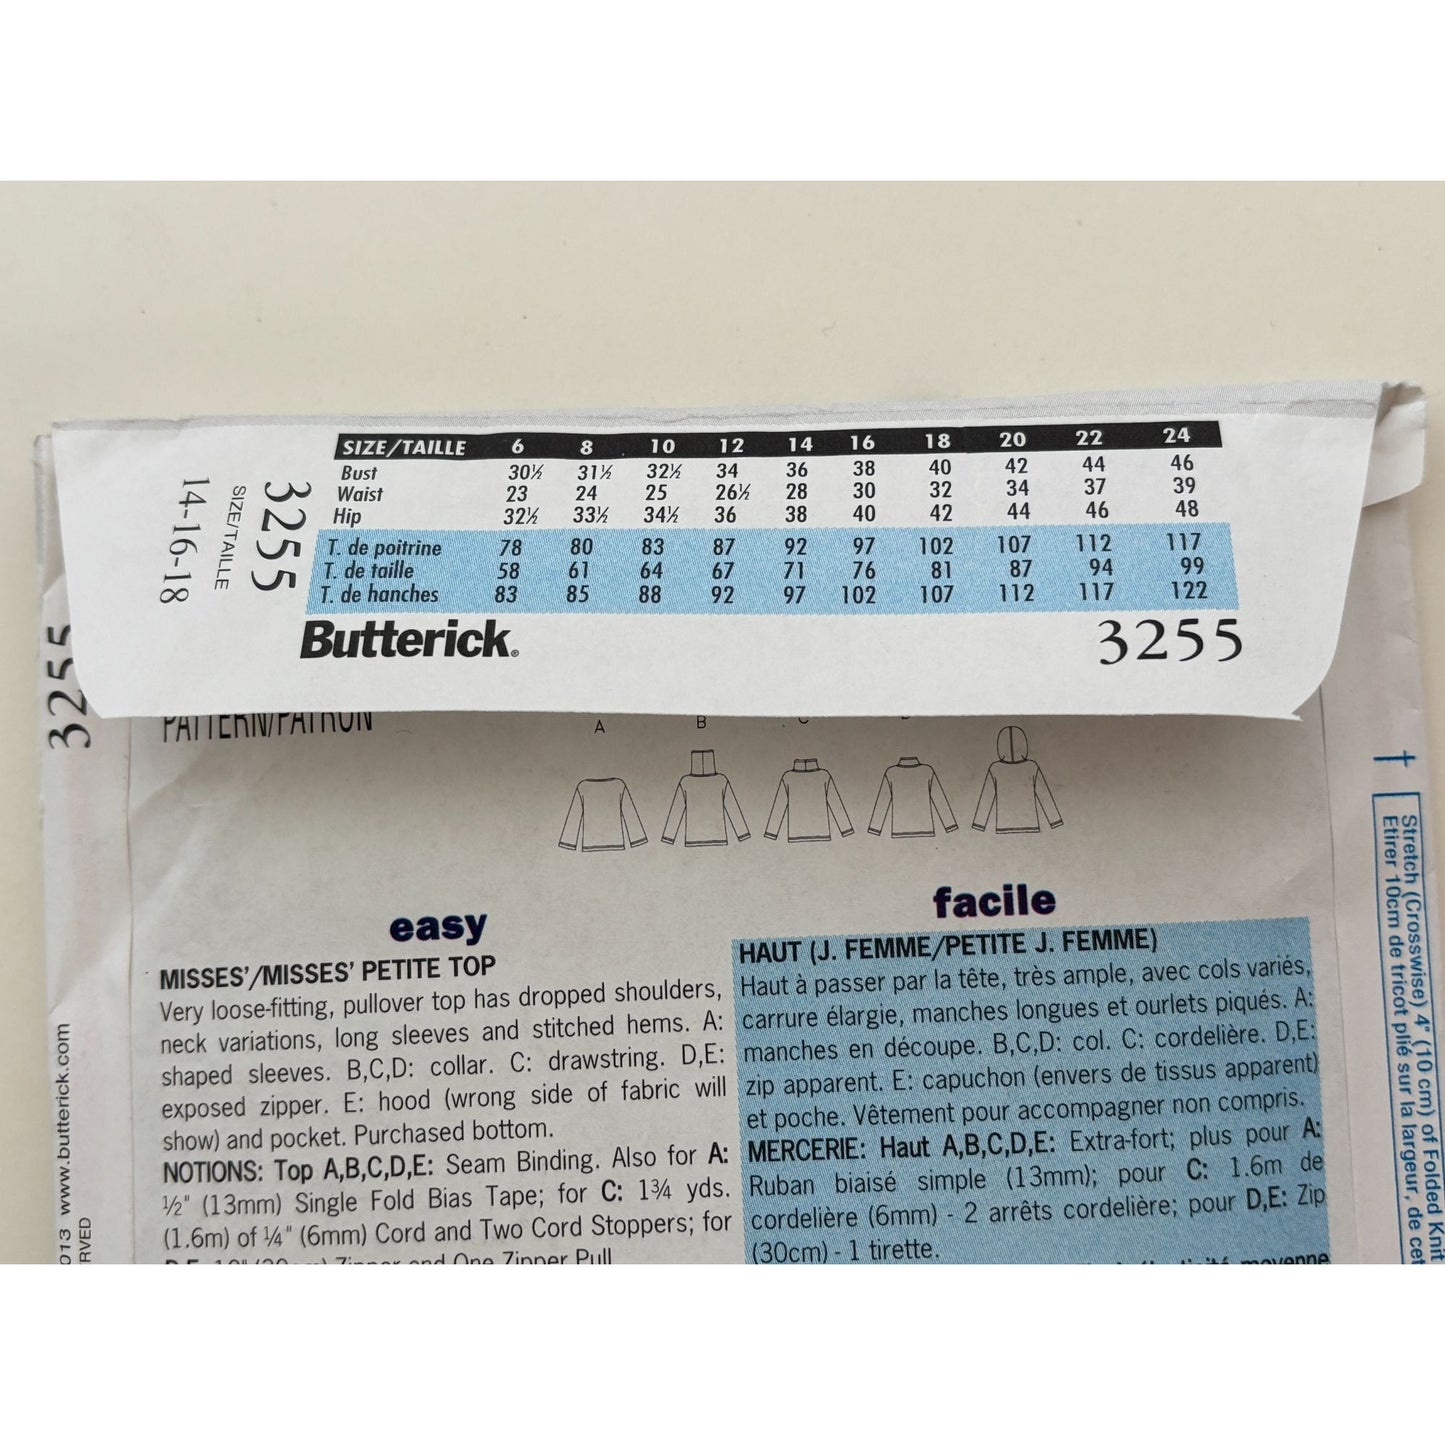 SIZE/TAILLE 6 8 10 12 14 16 18 20 22 24
Bust 30½ 31½ 32½ 34 36 38 40 42 44 46
Waist 23 24 25 26½ 28 30 32 34 37 39
Hip 32½ 33½ 34½ 36 38 40 42 44 46 48
T. de poitrine 78 80 83 87 92 97 102 107 112 117
T. de taille 58 61 64 67 71 76 81 87 94 99
T. de hanches 83 85 88 92 97 102 107 112 117 122
Butterick® 3255
3255
SIZE/TAILLE
14-16-18
3255
PATTERN/PATRON
A B C
easy
MISSES'/MISSES' PETITE TOP
Very loose-fitting, pullover top has dropped shoulders,
neck variations, long sleeves and stitched hems. A:
shaped sleeves. B,C,D: collar. C: drawstring. D,E:
exposed zipper. E: hood (wrong side of fabric will
show) and pocket. Purchased bottom.
NOTIONS: Top A,B,C,D,E: Seam Binding. Also for A:
½" (13mm) Single Fold Bias Tape; for C: 1¾ yds.
(1.6m) of ¼" (6mm) Cord and Two Cord Stoppers; for
Zipper and One Zipper Pull
facile
HAUT (J. FEMME/PETITE J. FEMME)
Haut à passer par la tête, très ample, avec cols variés,
carrure élargie, manches longues et ourlets piqués. A:
manches en découpe. B,C,D: col. C: cordelière. D,E:
zip apparent. E: capuchon (envers de tissus apparent)
et poche. Vêtement pour accompagner non compris.
MERCERIE: Haut A,B,C,D,E: Extra-fort; plus pour A:
Ruban biaisé simple (13mm); pour C: 1.6m de
cordelière (6mm) - 2 arrêts cordelière; pour D,E: Zip
(30cm) - 1 tirette.
moyenne
†
Stretch (Crosswise) 4" (10 cm) of Folded Knit
Etirer 10cm de tricot plié sur la largeur, de cet
013 www.butterick.com
RVED